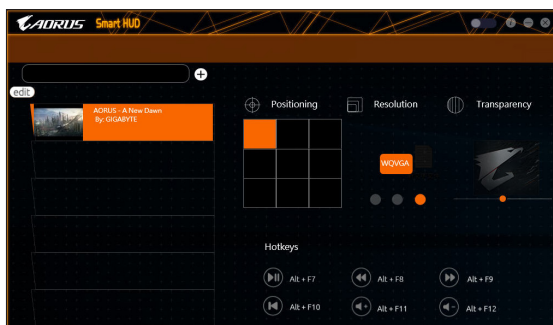 AORUS Smart HUD
edit
AORUS - A New Dawn
By: GIGABYTE
Positioning
Resolution
Transparency
WQVGA
Hotkeys
Alt + F7
Alt + F8
Alt + F9
Alt + F10
Alt + F11
Alt + F12